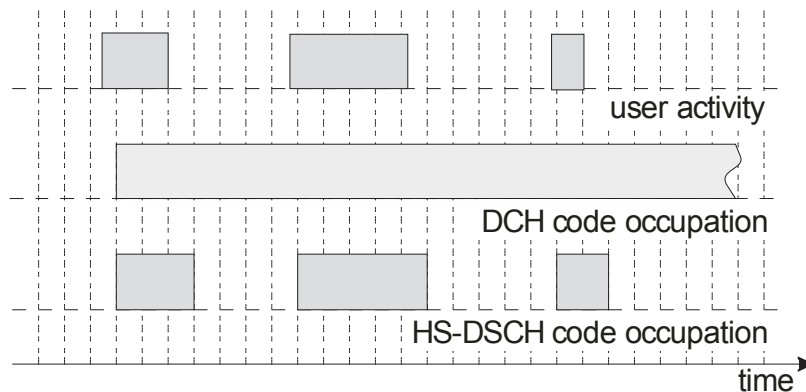 user activity
DCH code occupation
HS-DSCH code occupation
time